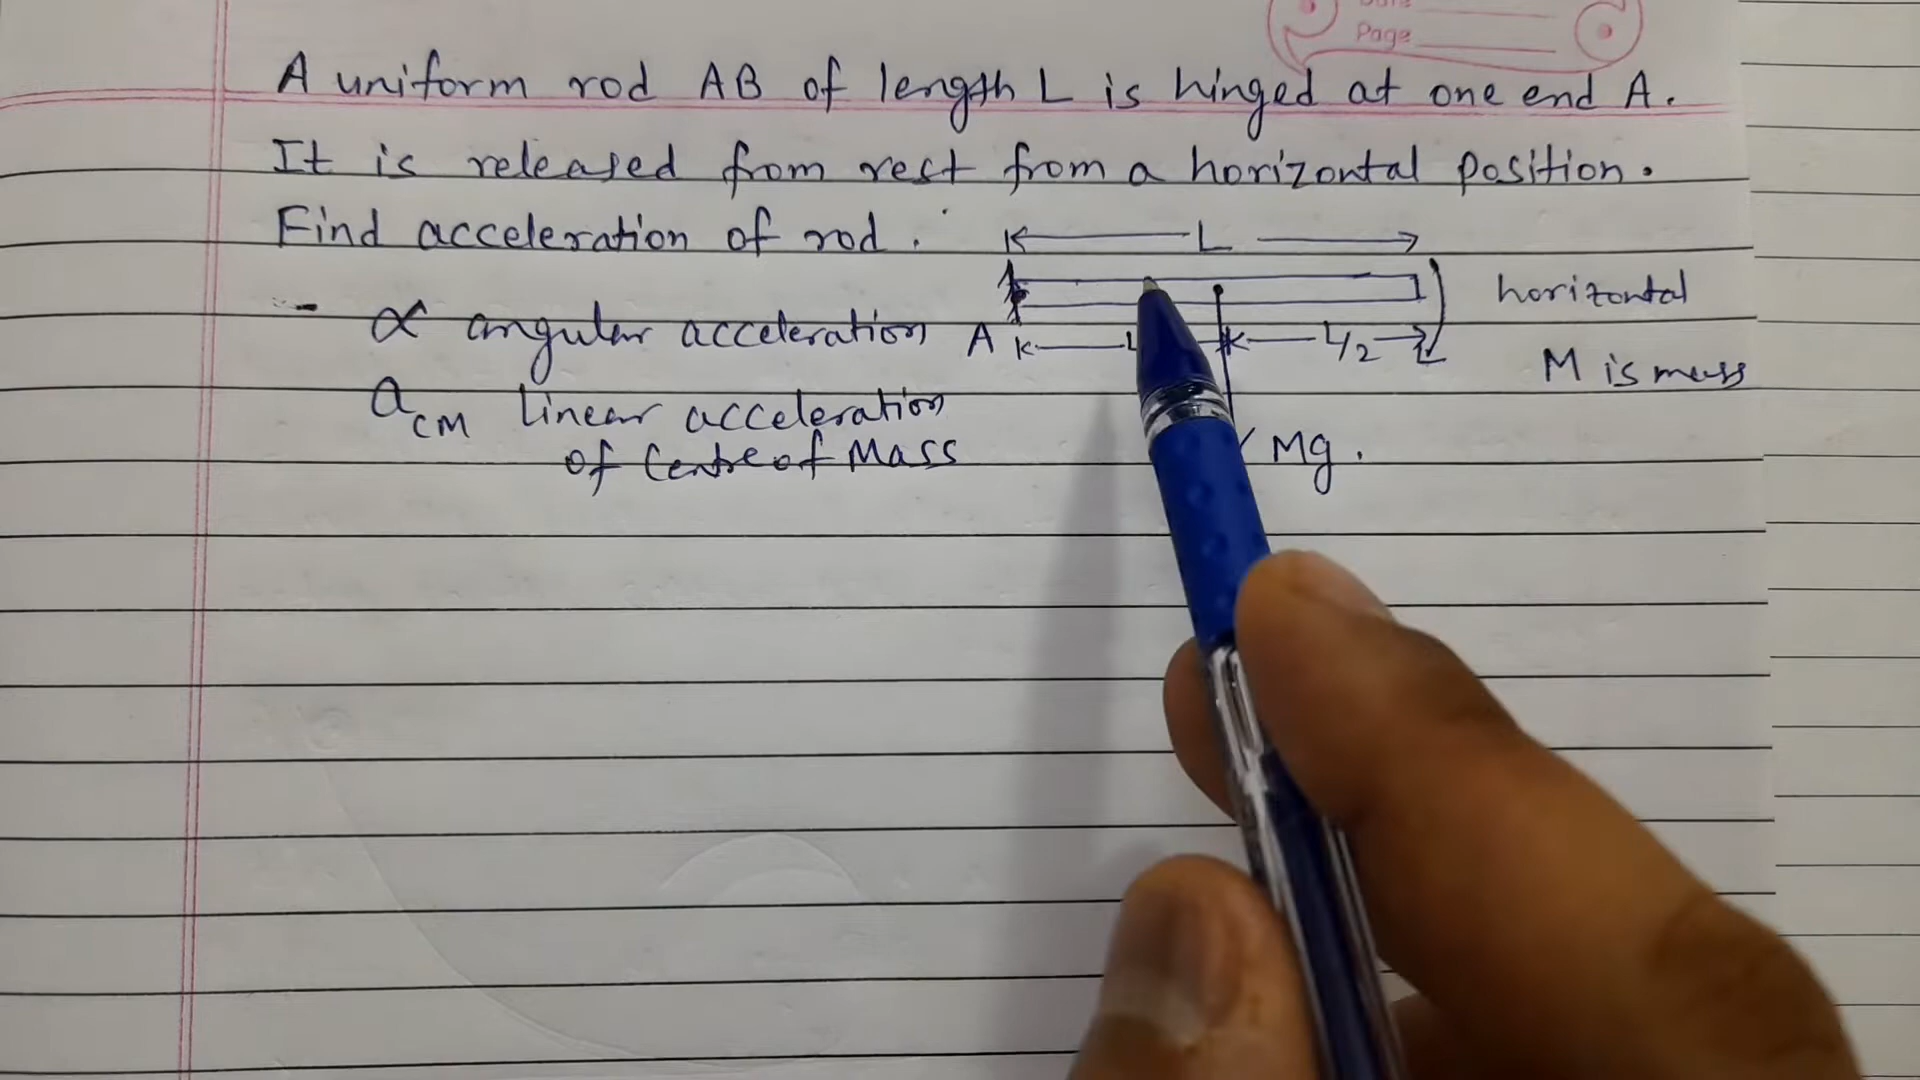 Page
A uniform rod AB of length L is hinged at one end A.
It is released from rest from a horizontal position.
Find acceleration of rod.
L
horizontal
∝ angular acceleration
A
L/2
M is mass
a CM linear acceleration
of Centre of Mass
Mg.